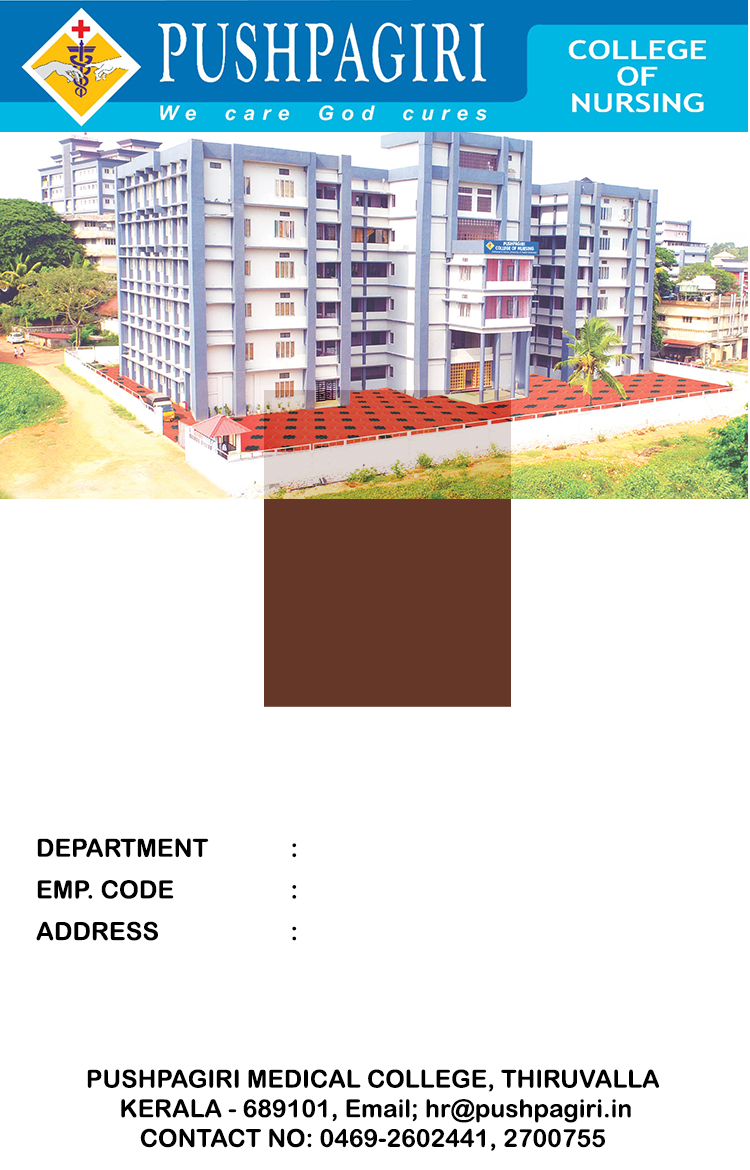 PUSHPAGIRI
We care God cures
COLLEGE
OF
NURSING
PUSHPAGIRI
COLLEGE OF NURSING
DEPARTMENT :
EMP. CODE :
ADDRESS :
PUSHPAGIRI MEDICAL COLLEGE, THIRUVALLA
KERALA - 689101, Email; hr@pushpagiri.in
CONTACT NO: 0469-2602441, 2700755